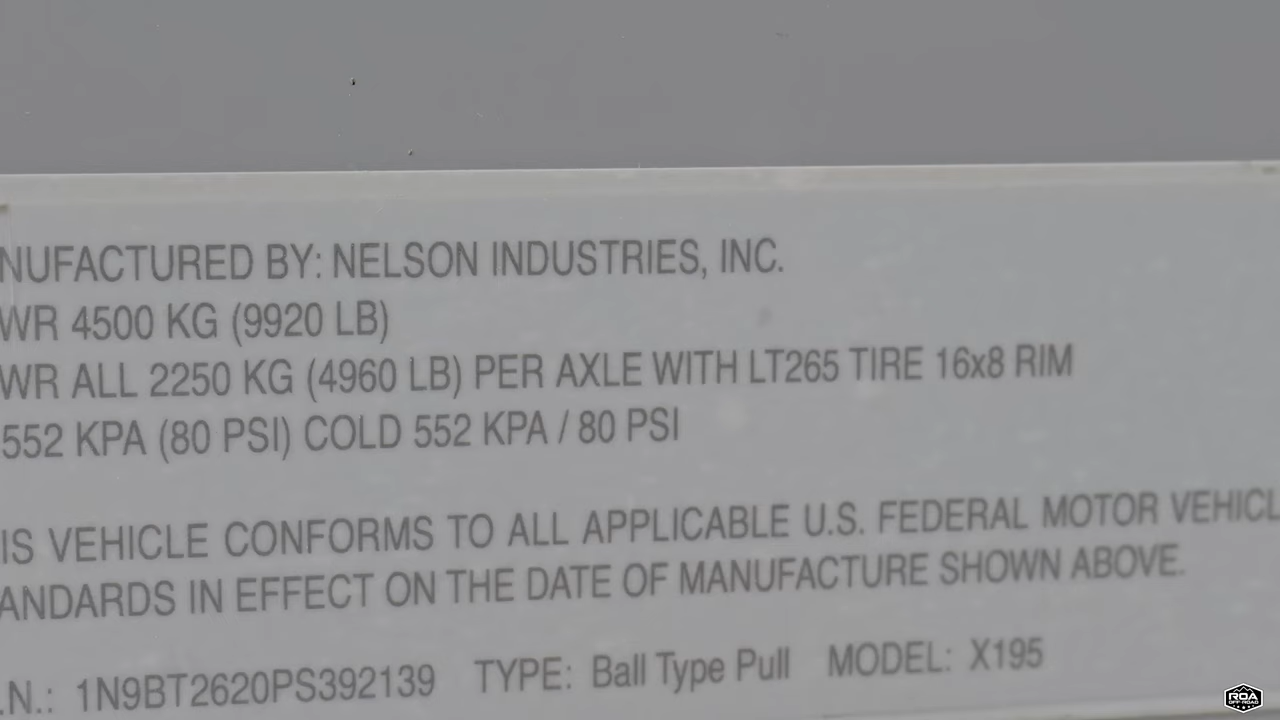 NUFACTURED BY: NELSON INDUSTRIES, INC.
WR 4500 KG (9920 LB)
WR ALL 2250 KG (4960 LB) PER AXLE WITH LT265 TIRE 16x8 RIM
552 KPA (80 PSI) COLD 552 KPA / 80 PSI
IS VEHICLE CONFORMS TO ALL APPLICABLE U.S. FEDERAL MOTOR VEHICL
ANDARDS IN EFFECT ON THE DATE OF MANUFACTURE SHOWN ABOVE.
.N.: 1N9BT2620PS392139 TYPE: Ball Type Pull MODEL: X195
ROA
OFF·ROAD